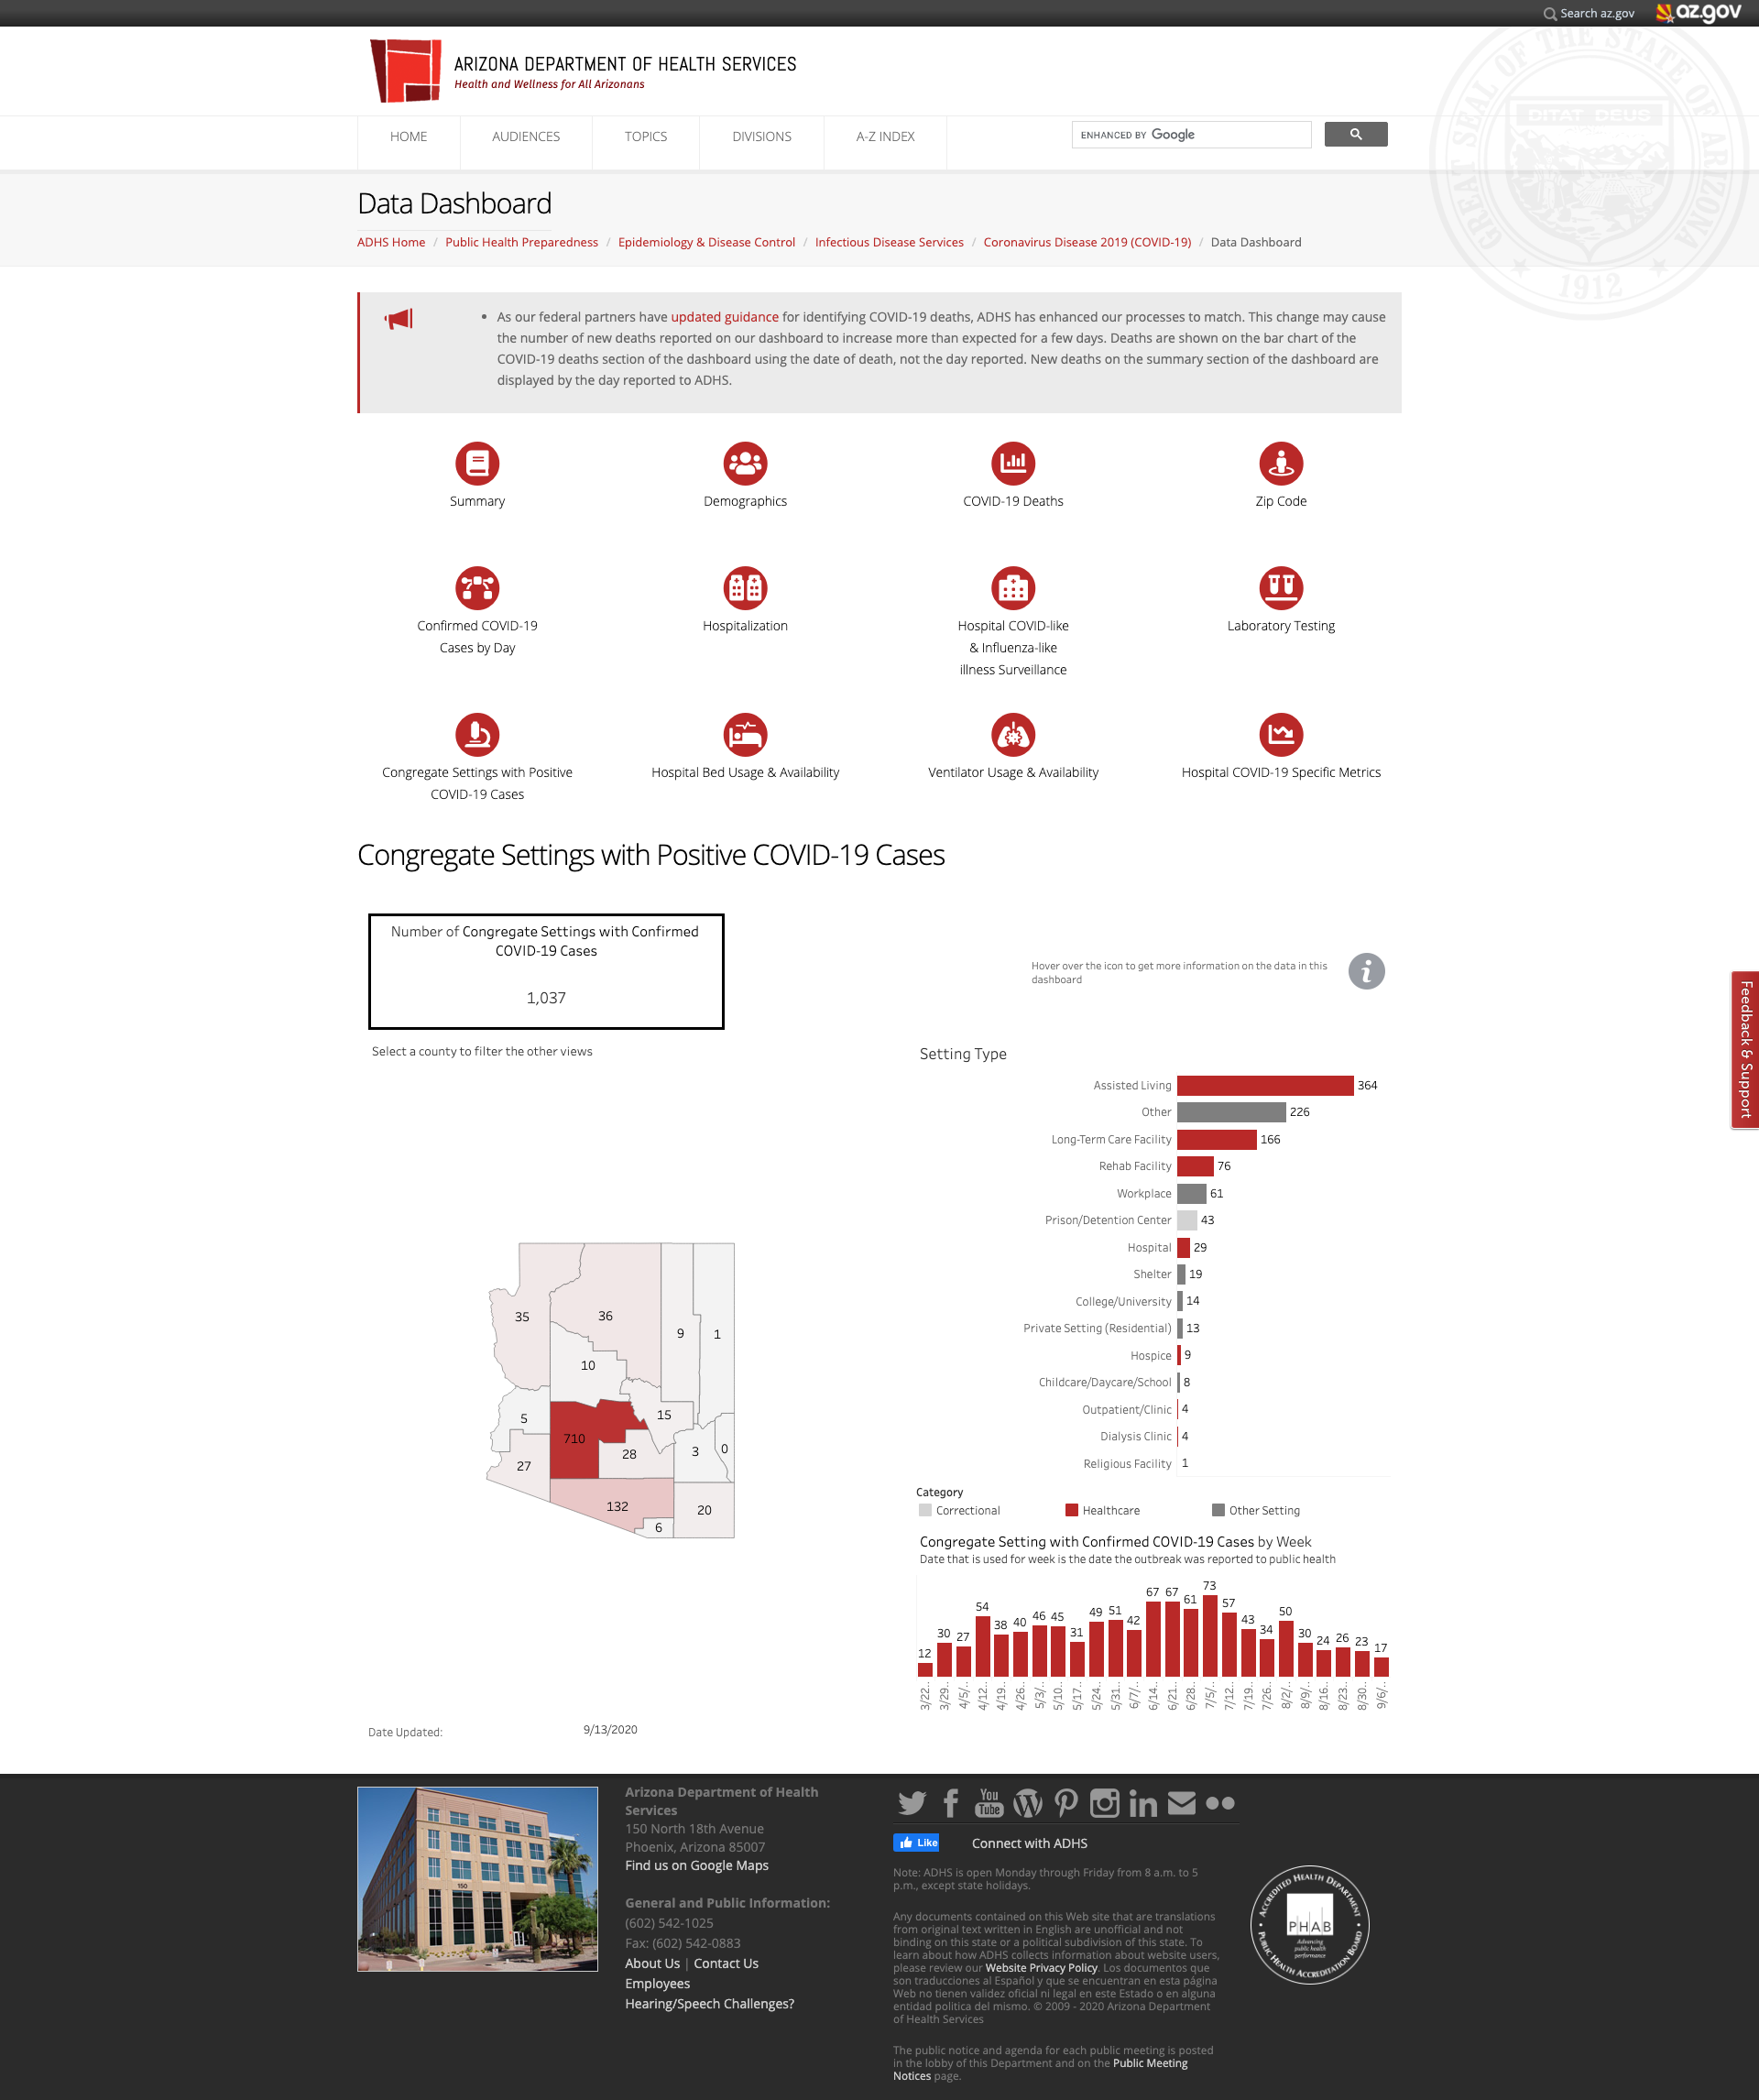 Search az.gov
az.gov
GREAT SEAL OF THE STATE OF ARIZONA
DITAT DEUS
1912
ARIZONA DEPARTMENT OF HEALTH SERVICES
Health and Wellness for All Arizonans
HOME
AUDIENCES
TOPICS
DIVISIONS
A-Z INDEX
ENHANCED BY Google
Data Dashboard
ADHS Home / Public Health Preparedness / Epidemiology & Disease Control / Infectious Disease Services / Coronavirus Disease 2019 (COVID-19) / Data Dashboard
• As our federal partners have updated guidance for identifying COVID-19 deaths, ADHS has enhanced our processes to match. This change may cause
the number of new deaths reported on our dashboard to increase more than expected for a few days. Deaths are shown on the bar chart of the
COVID-19 deaths section of the dashboard using the date of death, not the day reported. New deaths on the summary section of the dashboard are
displayed by the day reported to ADHS.
Summary
Demographics
COVID-19 Deaths
Zip Code
Confirmed COVID-19
Cases by Day
Hospitalization
Hospital COVID-like
& Influenza-like
illness Surveillance
Laboratory Testing
Congregate Settings with Positive
COVID-19 Cases
Hospital Bed Usage & Availability
Ventilator Usage & Availability
Hospital COVID-19 Specific Metrics
Congregate Settings with Positive COVID-19 Cases
Number of Congregate Settings with Confirmed
COVID-19 Cases
1,037
Hover over the icon to get more information on the data in this
dashboard
i
Feedback & Support
Select a county to filter the other views
35
36
9
1
10
5
710
15
28
3
0
27
132
20
6
Setting Type
Assisted Living 364
Other 226
Long-Term Care Facility 166
Rehab Facility 76
Workplace 61
Prison/Detention Center 43
Hospital 29
Shelter 19
College/University 14
Private Setting (Residential) 13
Hospice 9
Childcare/Daycare/School 8
Outpatient/Clinic 4
Dialysis Clinic 4
Religious Facility 1
Category
Correctional
Healthcare
Other Setting
Congregate Setting with Confirmed COVID-19 Cases by Week
Date that is used for week is the date the outbreak was reported to public health
12 30 27 54 38 40 46 45 31 49 51 42 67 67 61 73 57 43 34 50 30 24 26 23 17
3/22.. 3/29.. 4/5/.. 4/12.. 4/19.. 4/26.. 5/3/.. 5/10.. 5/17.. 5/24.. 5/31.. 6/7/.. 6/14.. 6/21.. 6/28.. 7/5/.. 7/12.. 7/19.. 7/26.. 8/2/.. 8/9/.. 8/16.. 8/23.. 8/30.. 9/6/..
Date Updated: 9/13/2020
150
Arizona Department of Health
Services
150 North 18th Avenue
Phoenix, Arizona 85007
Find us on Google Maps
General and Public Information:
(602) 542-1025
Fax: (602) 542-0883
About Us | Contact Us
Employees
Hearing/Speech Challenges?
You
Tube
Like
Connect with ADHS
Note: ADHS is open Monday through Friday from 8 a.m. to 5
p.m., except state holidays.
Any documents contained on this Web site that are translations
from original text written in English are unofficial and not
binding on this state or a political subdivision of this state. To
learn about how ADHS collects information about website users,
please review our Website Privacy Policy. Los documentos que
son traducciones al Español y que se encuentran en esta página
Web no tienen validez oficial ni legal en este Estado o en alguna
entidad politica del mismo. © 2009 - 2020 Arizona Department
of Health Services
The public notice and agenda for each public meeting is posted
in the lobby of this Department and on the Public Meeting
Notices page.
ACCREDITED HEALTH DEPARTMENT
PHAB
Advancing
public health
performance
PUBLIC HEALTH ACCREDITATION BOARD